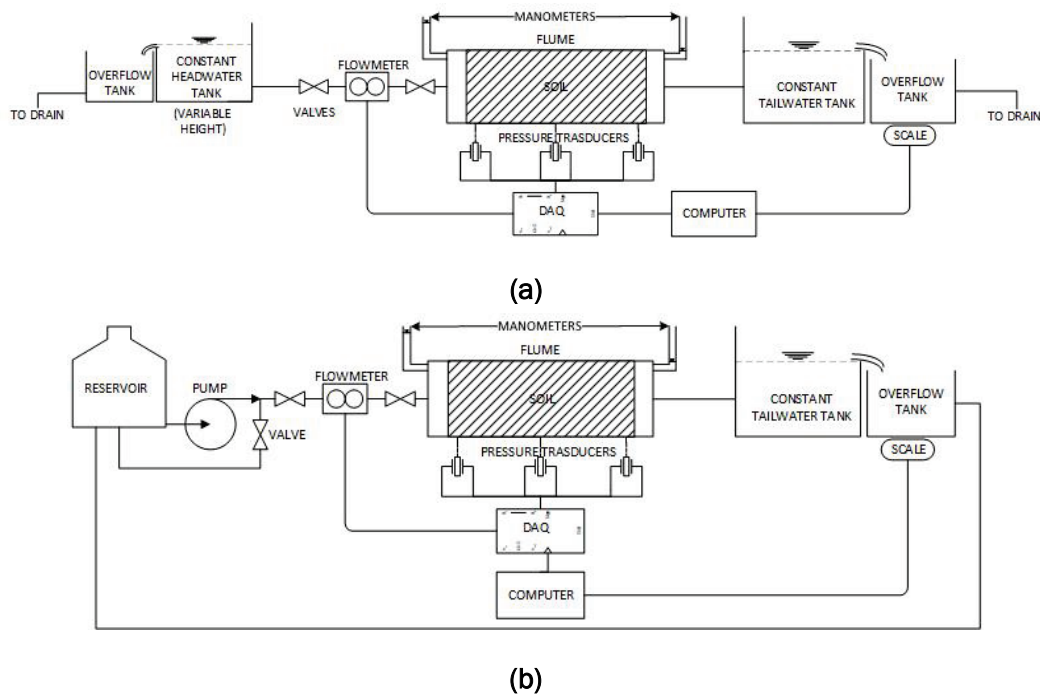 MANOMETERS
FLUME
CONSTANT
HEADWATER
TANK
(VARIABLE
HEIGHT)
OVERFLOW
TANK
TO DRAIN
VALVES
FLOWMETER
SOIL
PRESSURE TRASDUCERS
CONSTANT
TAILWATER TANK
OVERFLOW
TANK
TO DRAIN
SCALE
DAQ
COMPUTER
(a)
MANOMETERS
FLUME
RESERVOIR
PUMP
VALVE
FLOWMETER
SOIL
PRESSURE TRASDUCERS
CONSTANT
TAILWATER TANK
OVERFLOW
TANK
SCALE
DAQ
COMPUTER
(b)